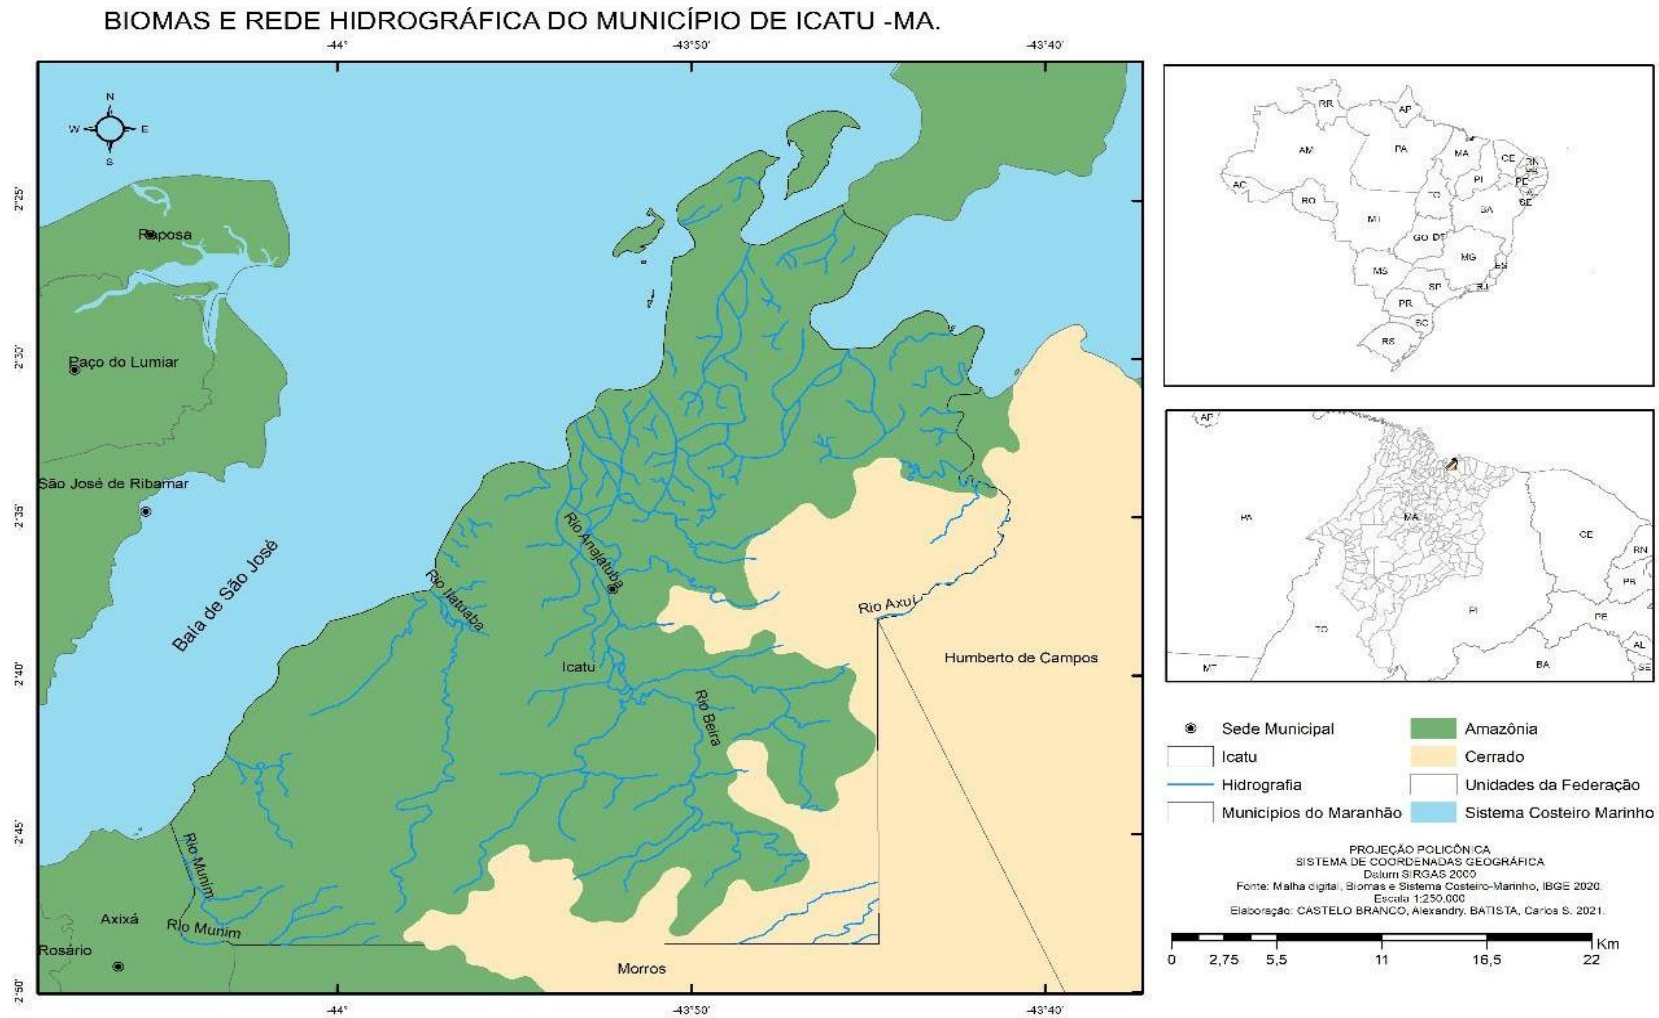 BIOMAS E REDE HIDROGRÁFICA DO MUNICÍPIO DE ICATU -MA.
-44°
-43°50'
-43°40'
N
W
E
S
2°25'
2°30'
2°35'
2°40'
2°45'
2°50'
Raposa
Paço do Lumiar
São José de Ribamar
Baía de São José
Rio Anajatuba
Rio Ilatuaba
Rio Axuí
Humberto de Campos
Icatu
Rio Beira
Rio Munim
Rio Munim
Axixá
Rosário
Morros
-44°
-43°50'
-43°40'
RR
AP
AM
PA
MA
CE
RN
PB
PE
AL
SE
PI
AC
RO
TO
MT
BA
GO
DF
MG
MS
ES
SP
RJ
PR
SC
RS
AP
PA
MA
CE
RN
PB
PI
PE
TO
AL
SE
BA
MT
Sede Municipal
Icatu
Hidrografia
Municípios do Maranhão
Amazônia
Cerrado
Unidades da Federação
Sistema Costeiro Marinho
PROJEÇÃO POLICÔNICA
SISTEMA DE COORDENADAS GEOGRÁFICA
Datum SIRGAS 2000
Fonte: Malha digital, Biomas e Sistema Costeiro-Marinho, IBGE 2020.
Escala 1:250.000
Elaboração: CASTELO BRANCO, Alexandry. BATISTA, Carlos S. 2021.
Km
0 2,75 5,5 11 16,5 22